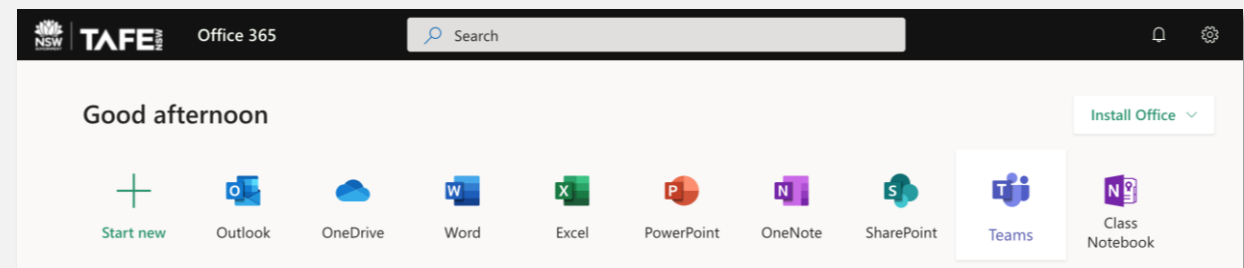 NSW TAFE NSW Office 365 Search
Good afternoon
Install Office
Start new Outlook OneDrive Word Excel PowerPoint OneNote SharePoint Teams Class
Notebook